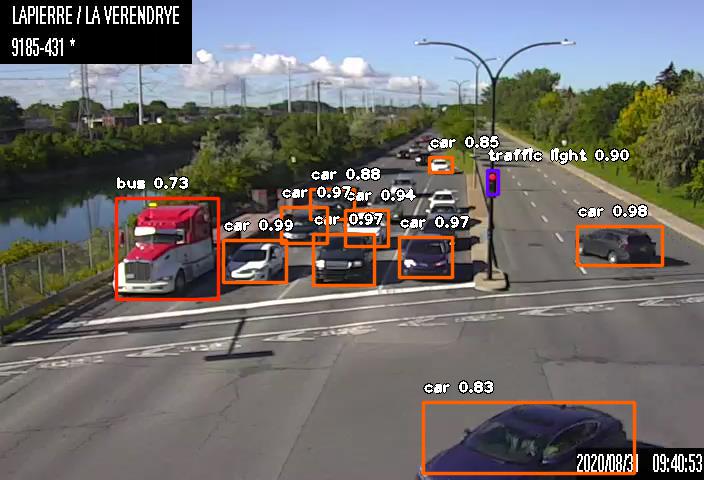 LAPIERRE / LA VERENDRYE
9185-431 *
car 0.85
traffic light 0.90
car 0.88
bus 0.73
car 0.97
car 0.94
car 0.98
car 0.99
car 0.97
car 0.97
car 0.83
2020/08/31 09:40:53